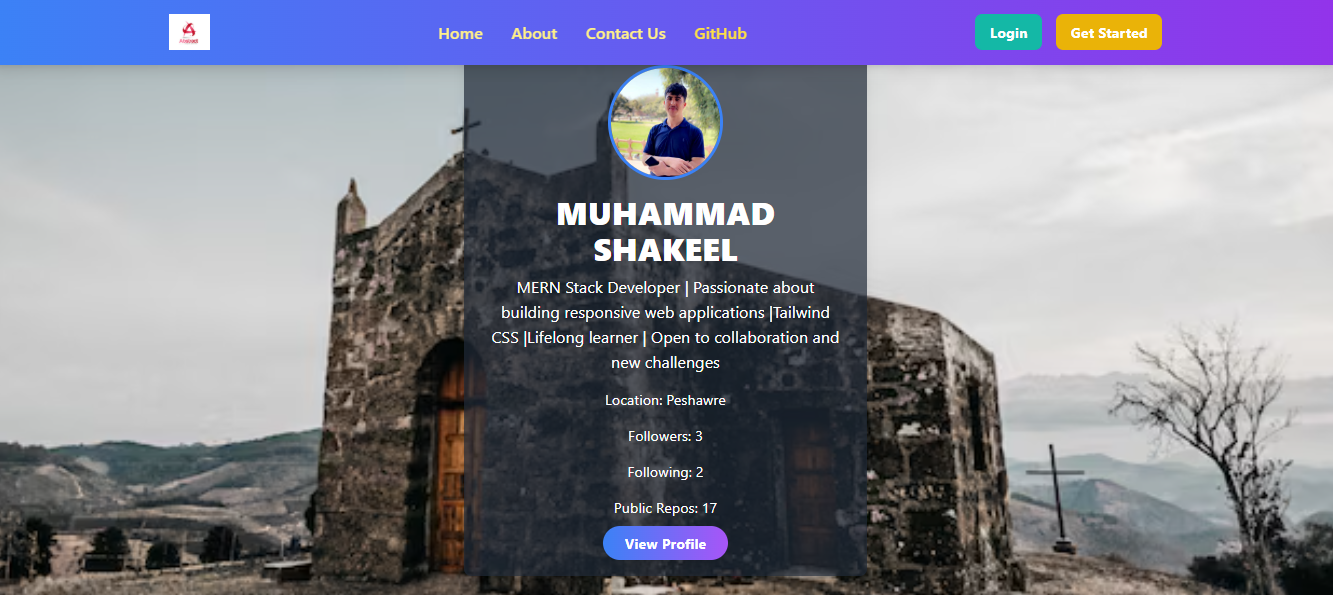 Home About Contact Us GitHub Login Get Started
MUHAMMAD
SHAKEEL
MERN Stack Developer | Passionate about
building responsive web applications |Tailwind
CSS |Lifelong learner | Open to collaboration and
new challenges
Location: Peshawre
Followers: 3
Following: 2
Public Repos: 17
View Profile